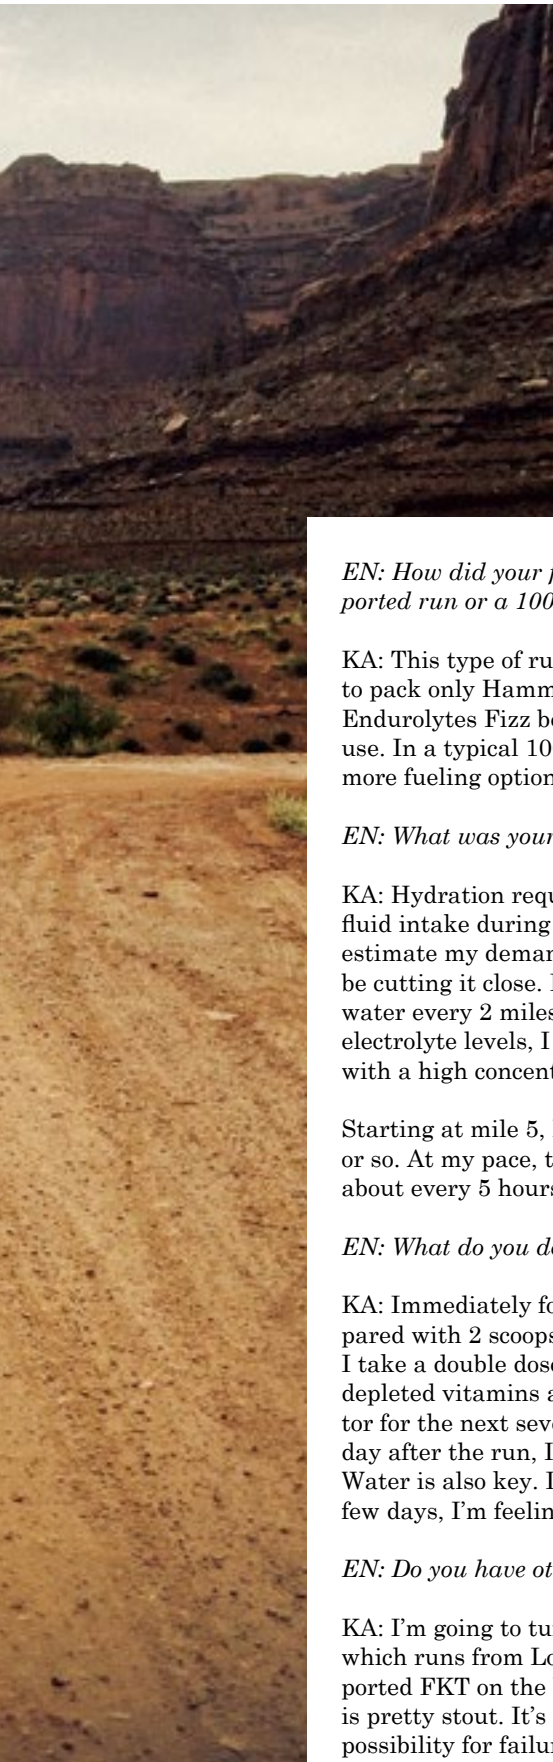 EN: How did your
ported run or a 100
KA: This type of ru
to pack only Hamm
Endurolytes Fizz be
use. In a typical 10
more fueling option
EN: What was your
KA: Hydration requ
fluid intake during
estimate my deman
be cutting it close.
water every 2 miles
electrolyte levels, I
with a high concent
Starting at mile 5,
or so. At my pace, t
about every 5 hours
EN: What do you de
KA: Immediately fo
pared with 2 scoops
I take a double dose
depleted vitamins a
tor for the next seve
day after the run, I
Water is also key. I
few days, I'm feelin
EN: Do you have ot
KA: I'm going to tu
which runs from Lo
ported FKT on the
is pretty stout. It's
possibility for failu